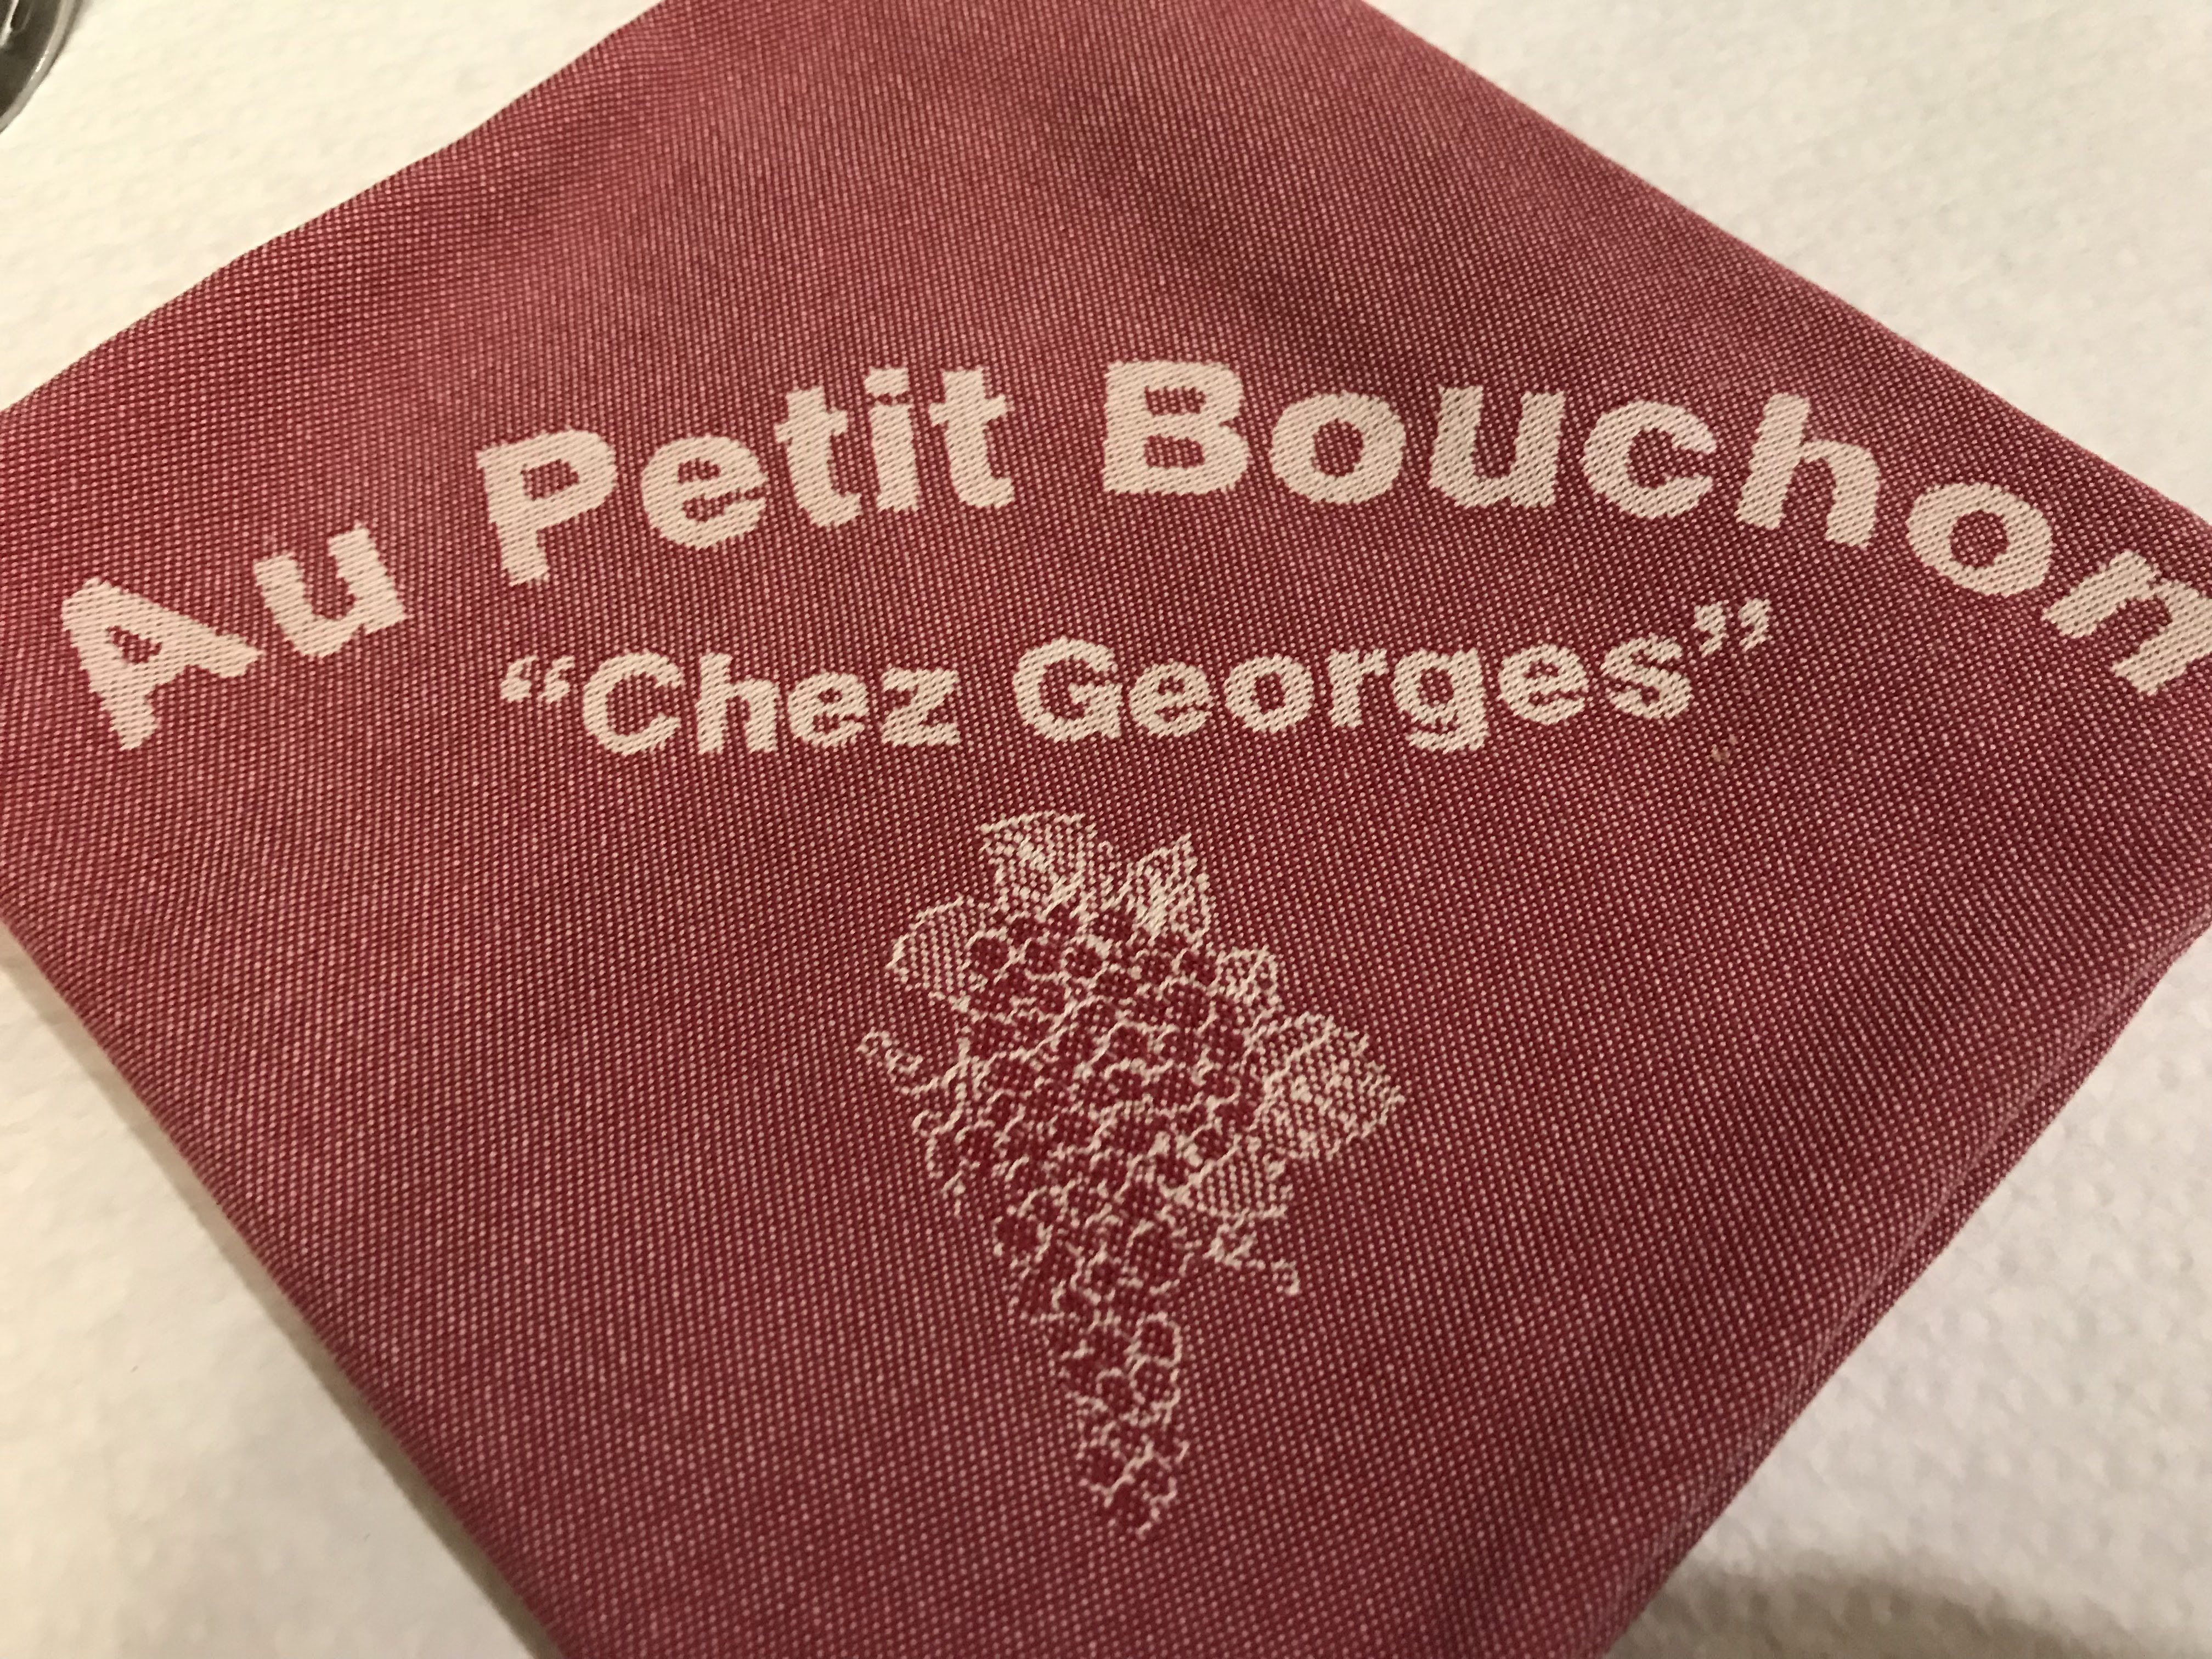 Au Petit Bouchon
“Chez Georges”